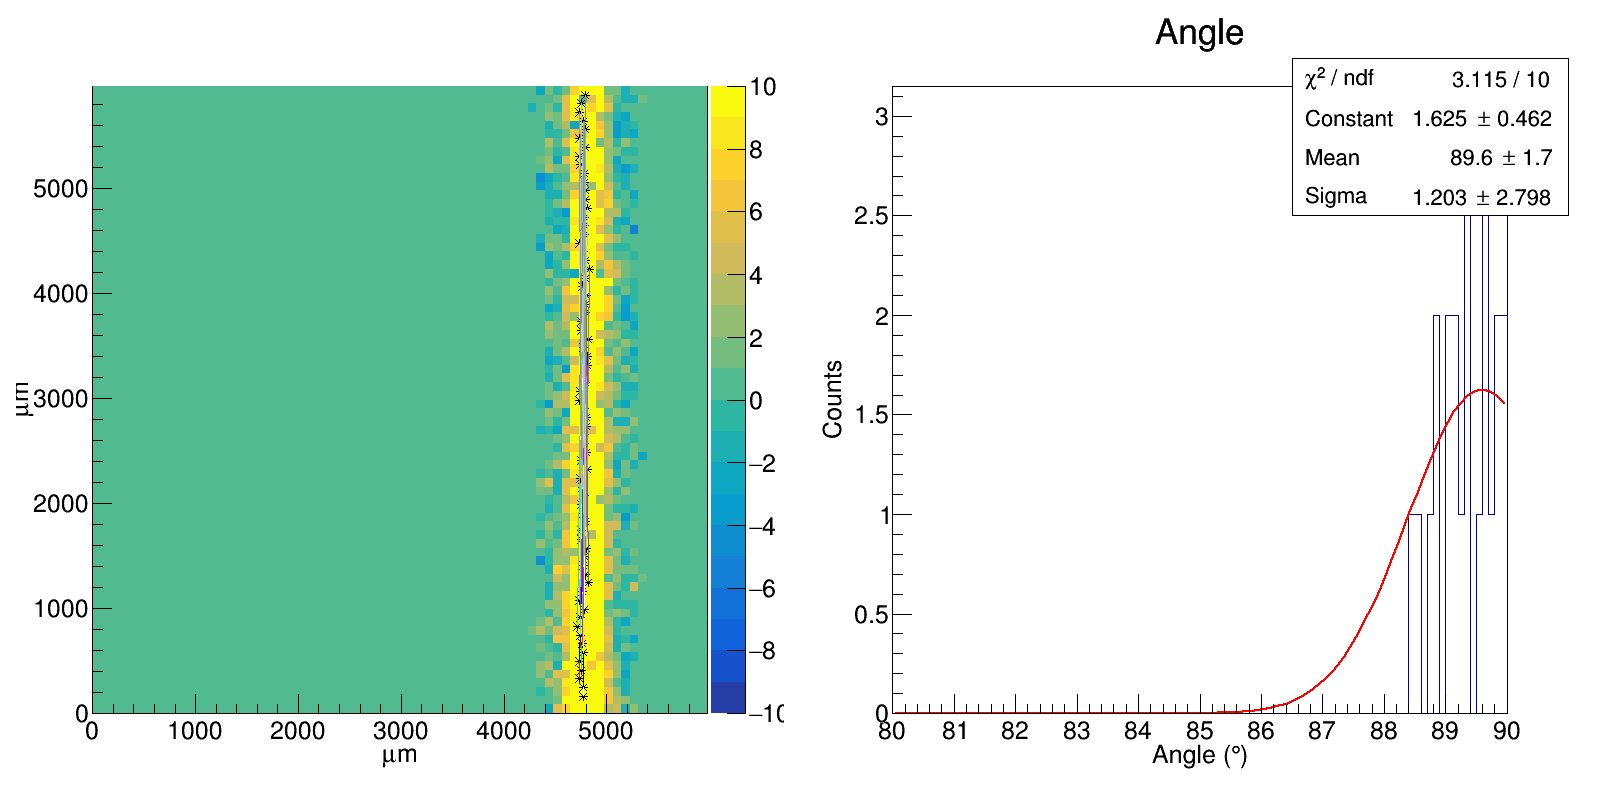 Angle
χ² / ndf 3.115 / 10
Constant 1.625 ± 0.462
Mean 89.6 ± 1.7
Sigma 1.203 ± 2.798
10
8
6
4
2
0
−2
−4
−6
−8
−10
5000
4000
3000
2000
1000
0
μm
0 1000 2000 3000 4000 5000
μm
3
2.5
2
1.5
1
0.5
0
Counts
80 81 82 83 84 85 86 87 88 89 90
Angle (°)